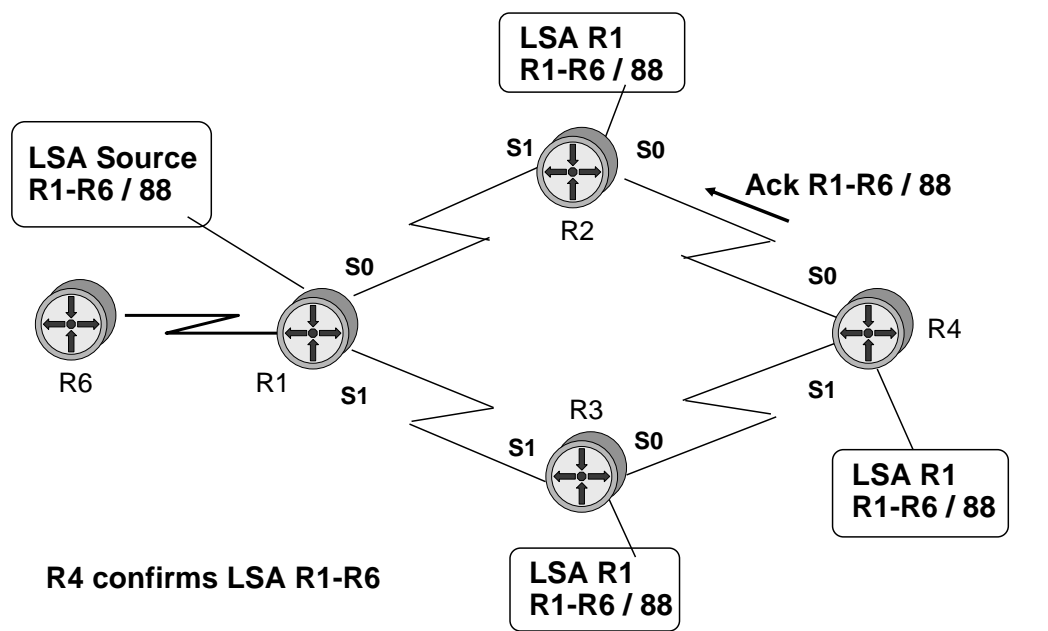 LSA R1
R1-R6 / 88
LSA Source
R1-R6 / 88
S1
S0
Ack R1-R6 / 88
R2
S0
S0
R6
R1
R4
S1
S1
R3
S1
S0
LSA R1
R1-R6 / 88
R4 confirms LSA R1-R6
LSA R1
R1-R6 / 88